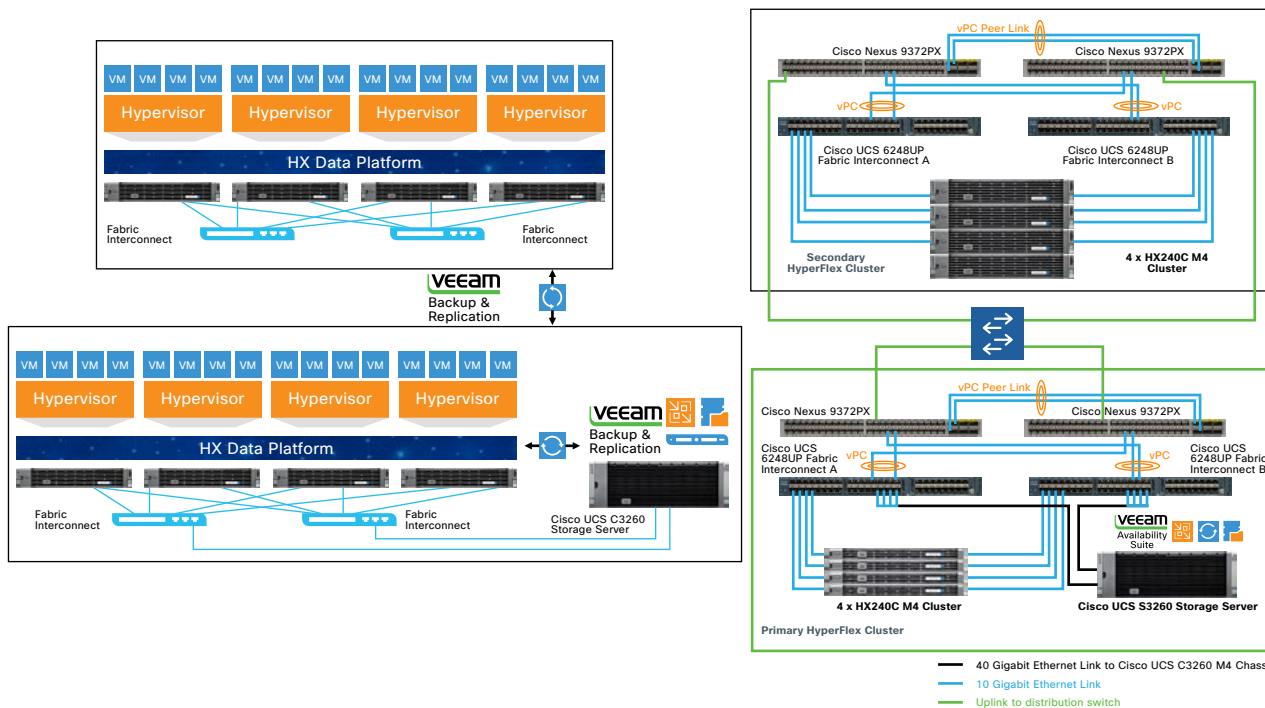 VM VM VM VM VM VM VM VM VM VM VM VM VM VM VM VM
Hypervisor Hypervisor Hypervisor Hypervisor
HX Data Platform
Fabric
Interconnect
Fabric
Interconnect
veeam
Backup &
Replication
VM VM VM VM VM VM VM VM VM VM VM VM VM VM VM VM
Hypervisor Hypervisor Hypervisor Hypervisor
HX Data Platform
veeam
Backup &
Replication
Fabric
Interconnect
Fabric
Interconnect
Cisco UCS C3260
Storage Server
vPC Peer Link
Cisco Nexus 9372PX
Cisco Nexus 9372PX
vPC
vPC
Cisco UCS 6248UP
Fabric Interconnect A
Cisco UCS 6248UP
Fabric Interconnect B
Secondary
HyperFlex Cluster
4 x HX240C M4
Cluster
vPC Peer Link
Cisco Nexus 9372PX
Cisco Nexus 9372PX
Cisco UCS
6248UP Fabric
Interconnect A
vPC
vPC
Cisco UCS
6248UP Fabric
Interconnect B
veeam
Availability
Suite
4 x HX240C M4 Cluster
Cisco UCS S3260 Storage Server
Primary HyperFlex Cluster
40 Gigabit Ethernet Link to Cisco UCS C3260 M4 Chass
10 Gigabit Ethernet Link
Uplink to distribution switch